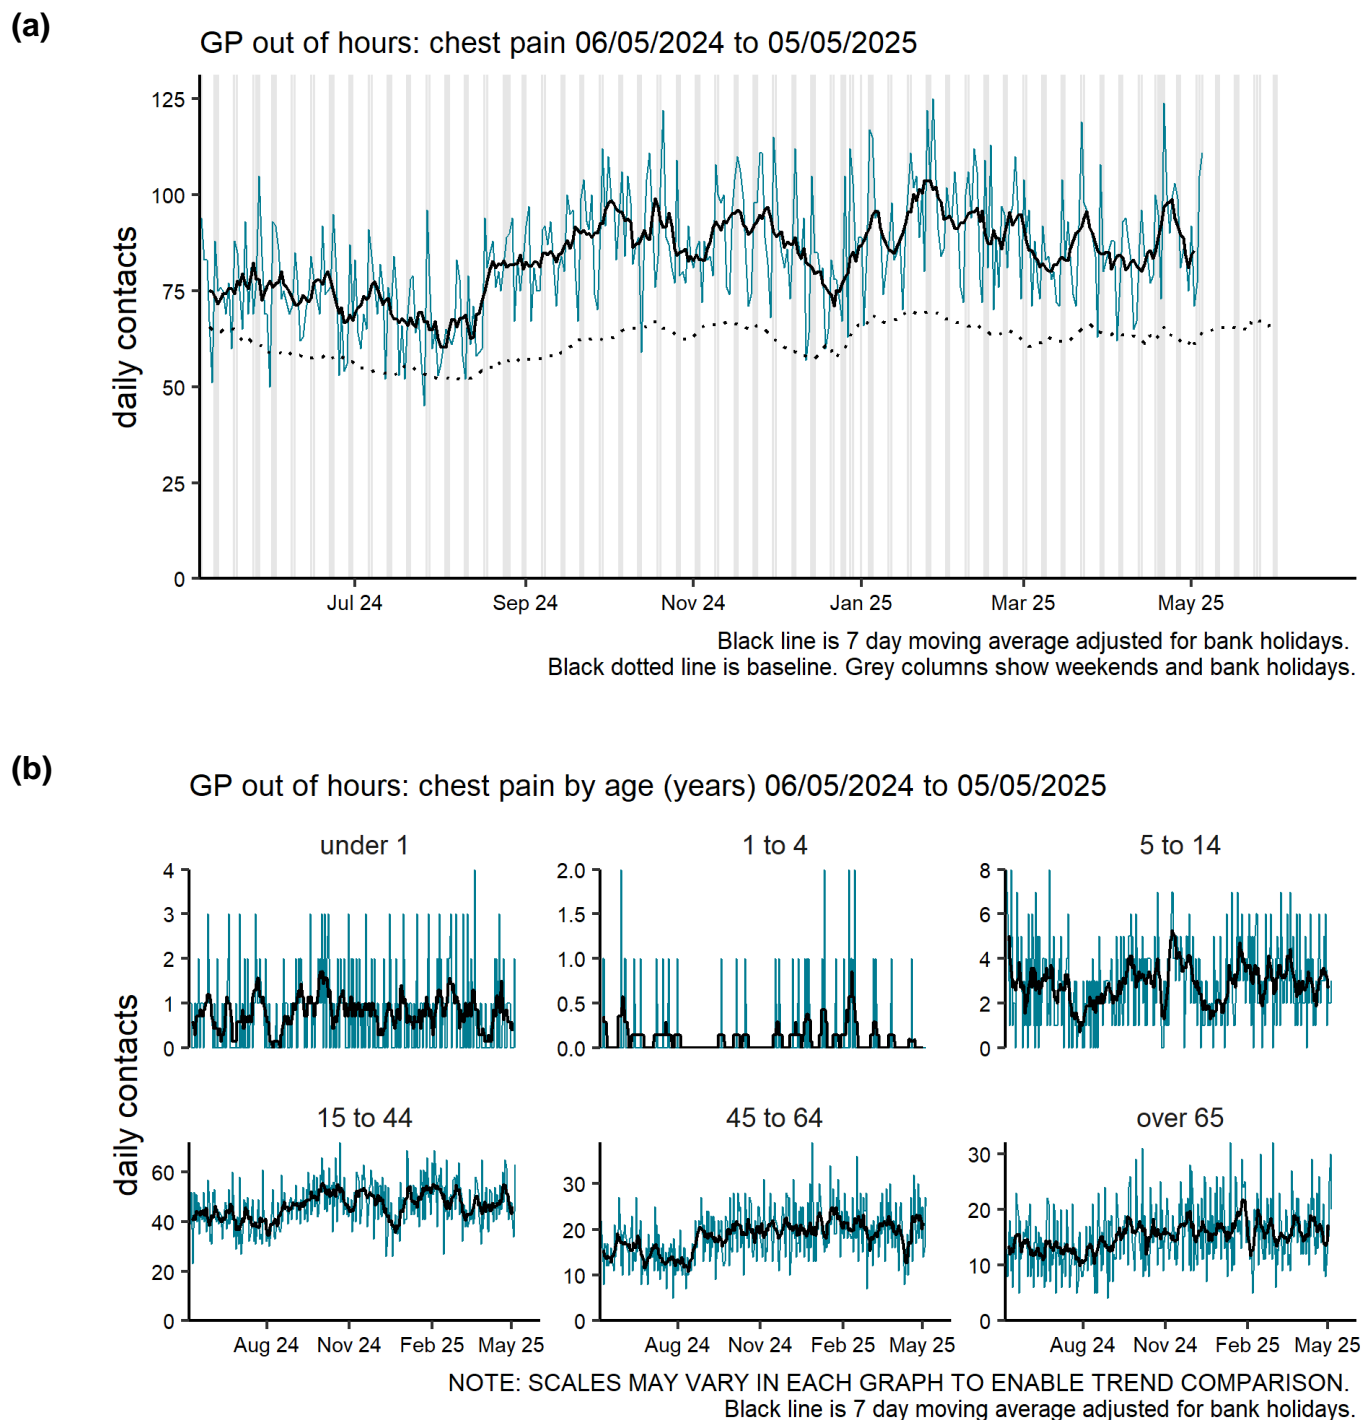 (a)
GP out of hours: chest pain 06/05/2024 to 05/05/2025
daily contacts
125
100
75
50
25
0
Jul 24 Sep 24 Nov 24 Jan 25 Mar 25 May 25
Black line is 7 day moving average adjusted for bank holidays.
Black dotted line is baseline. Grey columns show weekends and bank holidays.
(b)
GP out of hours: chest pain by age (years) 06/05/2024 to 05/05/2025
daily contacts
under 1
4
3
2
1
0
1 to 4
2.0
1.5
1.0
0.5
0.0
5 to 14
8
6
4
2
0
15 to 44
60
40
20
0
Aug 24 Nov 24 Feb 25 May 25
45 to 64
30
20
10
0
Aug 24 Nov 24 Feb 25 May 25
over 65
30
20
10
0
Aug 24 Nov 24 Feb 25 May 25
NOTE: SCALES MAY VARY IN EACH GRAPH TO ENABLE TREND COMPARISON.
Black line is 7 day moving average adjusted for bank holidays.